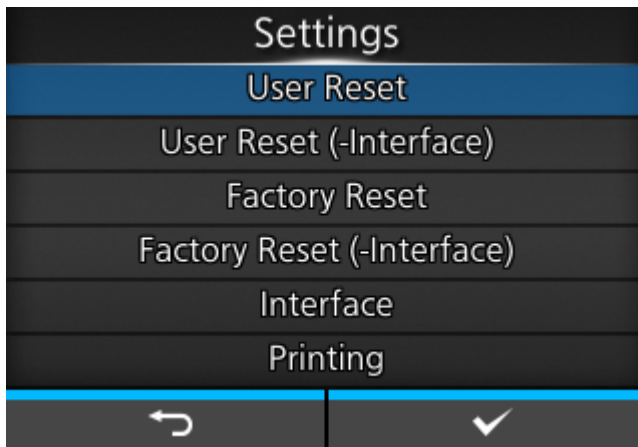 Settings
User Reset
User Reset (-Interface)
Factory Reset
Factory Reset (-Interface)
Interface
Printing